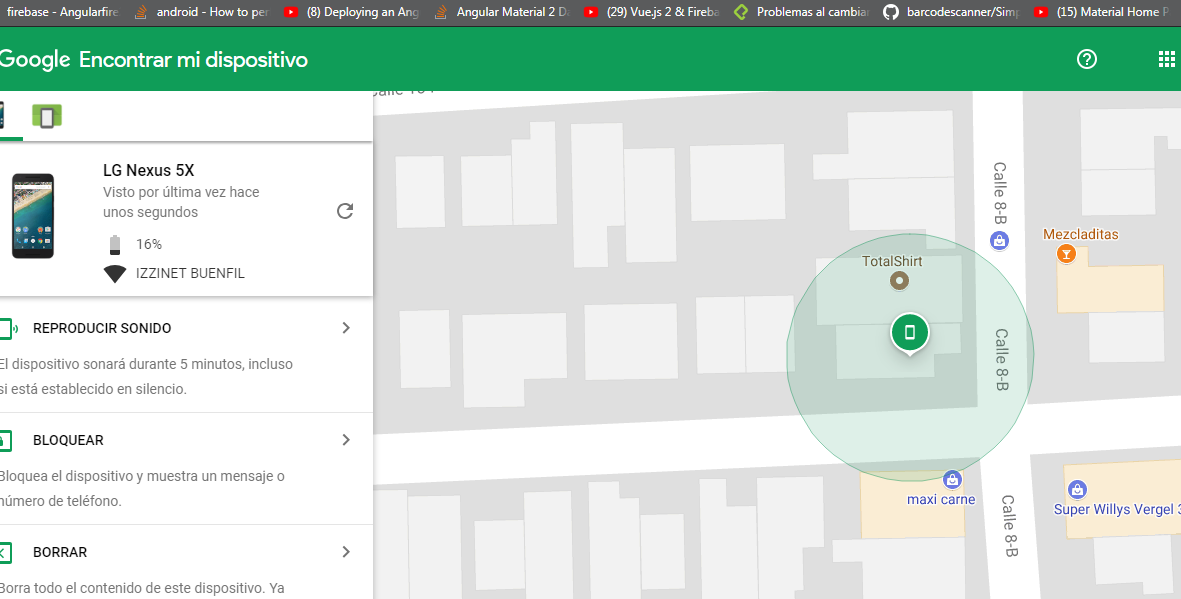 firebase - Angularfire
android - How to per
(8) Deploying an Ang
Angular Material 2 D
(29) Vue.js 2 & Fireba
Problemas al cambiar
barcodescanner/Simp
(15) Material Home P
Google Encontrar mi dispositivo
LG Nexus 5X
Visto por última vez hace
unos segundos
16%
IZZINET BUENFIL
REPRODUCIR SONIDO
El dispositivo sonará durante 5 minutos, incluso
si está establecido en silencio.
BLOQUEAR
Bloquea el dispositivo y muestra un mensaje o
número de teléfono.
BORRAR
Borra todo el contenido de este dispositivo. Ya
Calle 8-B
Mezcladitas
TotalShirt
Calle 8-B
maxi carne
Super Willys Vergel 3
Calle 8-B